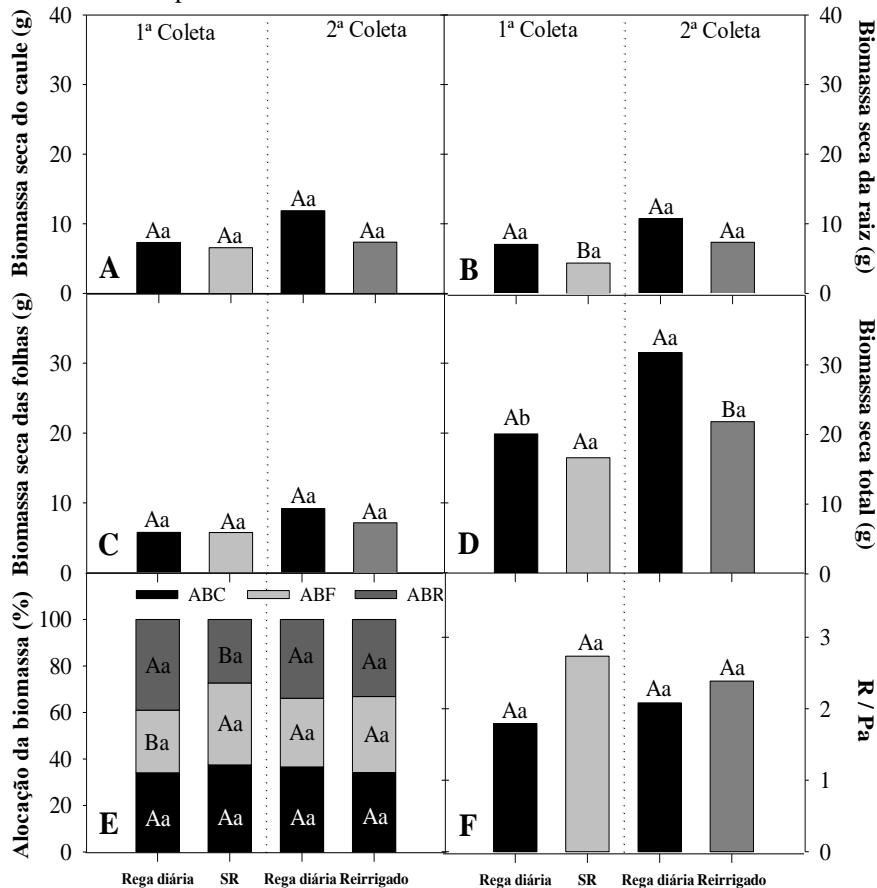 40
30
20
10
0
Biomassa seca do caule (g)
1ª Coleta
2ª Coleta
Aa
Aa
Aa
Aa
A
1ª Coleta
2ª Coleta
Aa
Ba
Aa
Aa
B
40
30
20
10
0
Biomassa seca da raiz (g)
30
20
10
0
Biomassa seca das folhas (g)
Aa
Aa
Aa
Aa
C
Ab
Aa
Aa
Ba
D
30
20
10
0
Biomassa seca total (g)
100
80
60
40
20
0
Alocação da biomassa (%)
ABC ABF ABR
Aa Ba Aa Aa
Ba Aa Aa Aa
Aa Aa Aa Aa
E
Aa
Aa
Aa
Aa
F
3
2
1
0
R / Pa
Rega diária SR Rega diária Reirrigado
Rega diária SR Rega diária Reirrigado